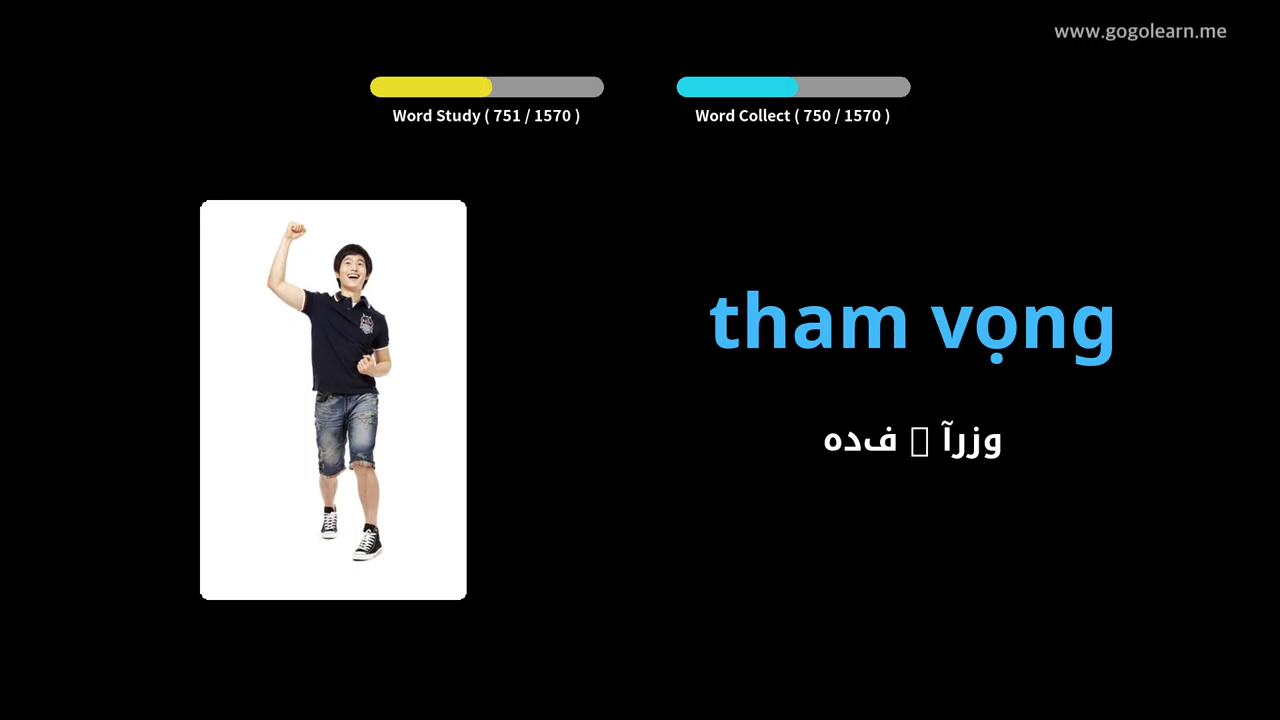 www.gogolearn.me
Word Study ( 751 / 1570 )
Word Collect ( 750 / 1570 )
tham vọng
وزرآ ▯ فده